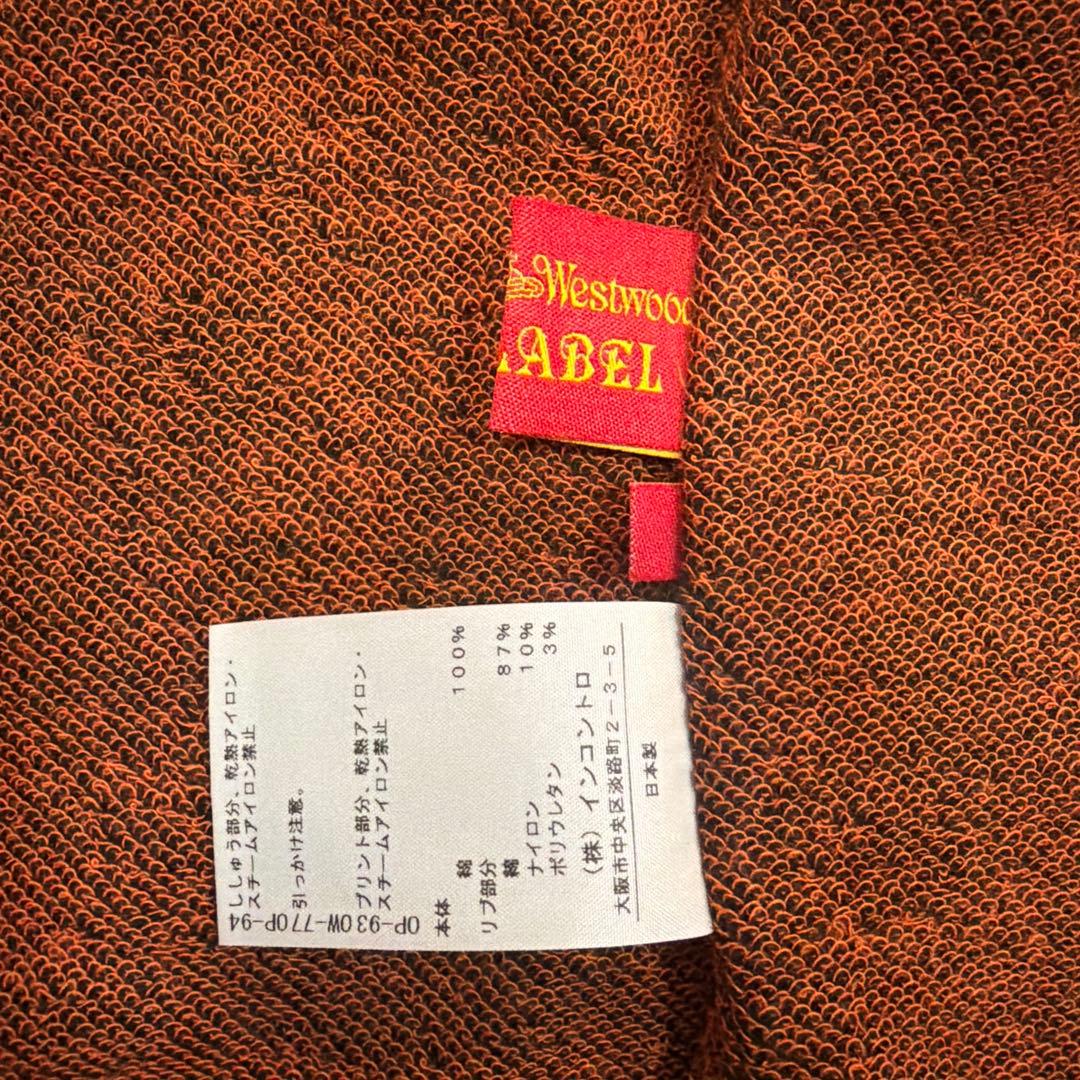 Westwood
LABEL
OP-94 ししゅう部分、乾熱アイロン・
スチームアイロン禁止
OW-77 引っかけ注意。
OP-93 プリント部分、乾熱アイロン・
スチームアイロン禁止
本体
綿 100%
リブ部分
綿 87%
ナイロン 10%
ポリウレタン 3%
(株)インコントロ
大阪市中央区淡路町2-3-5
日本製